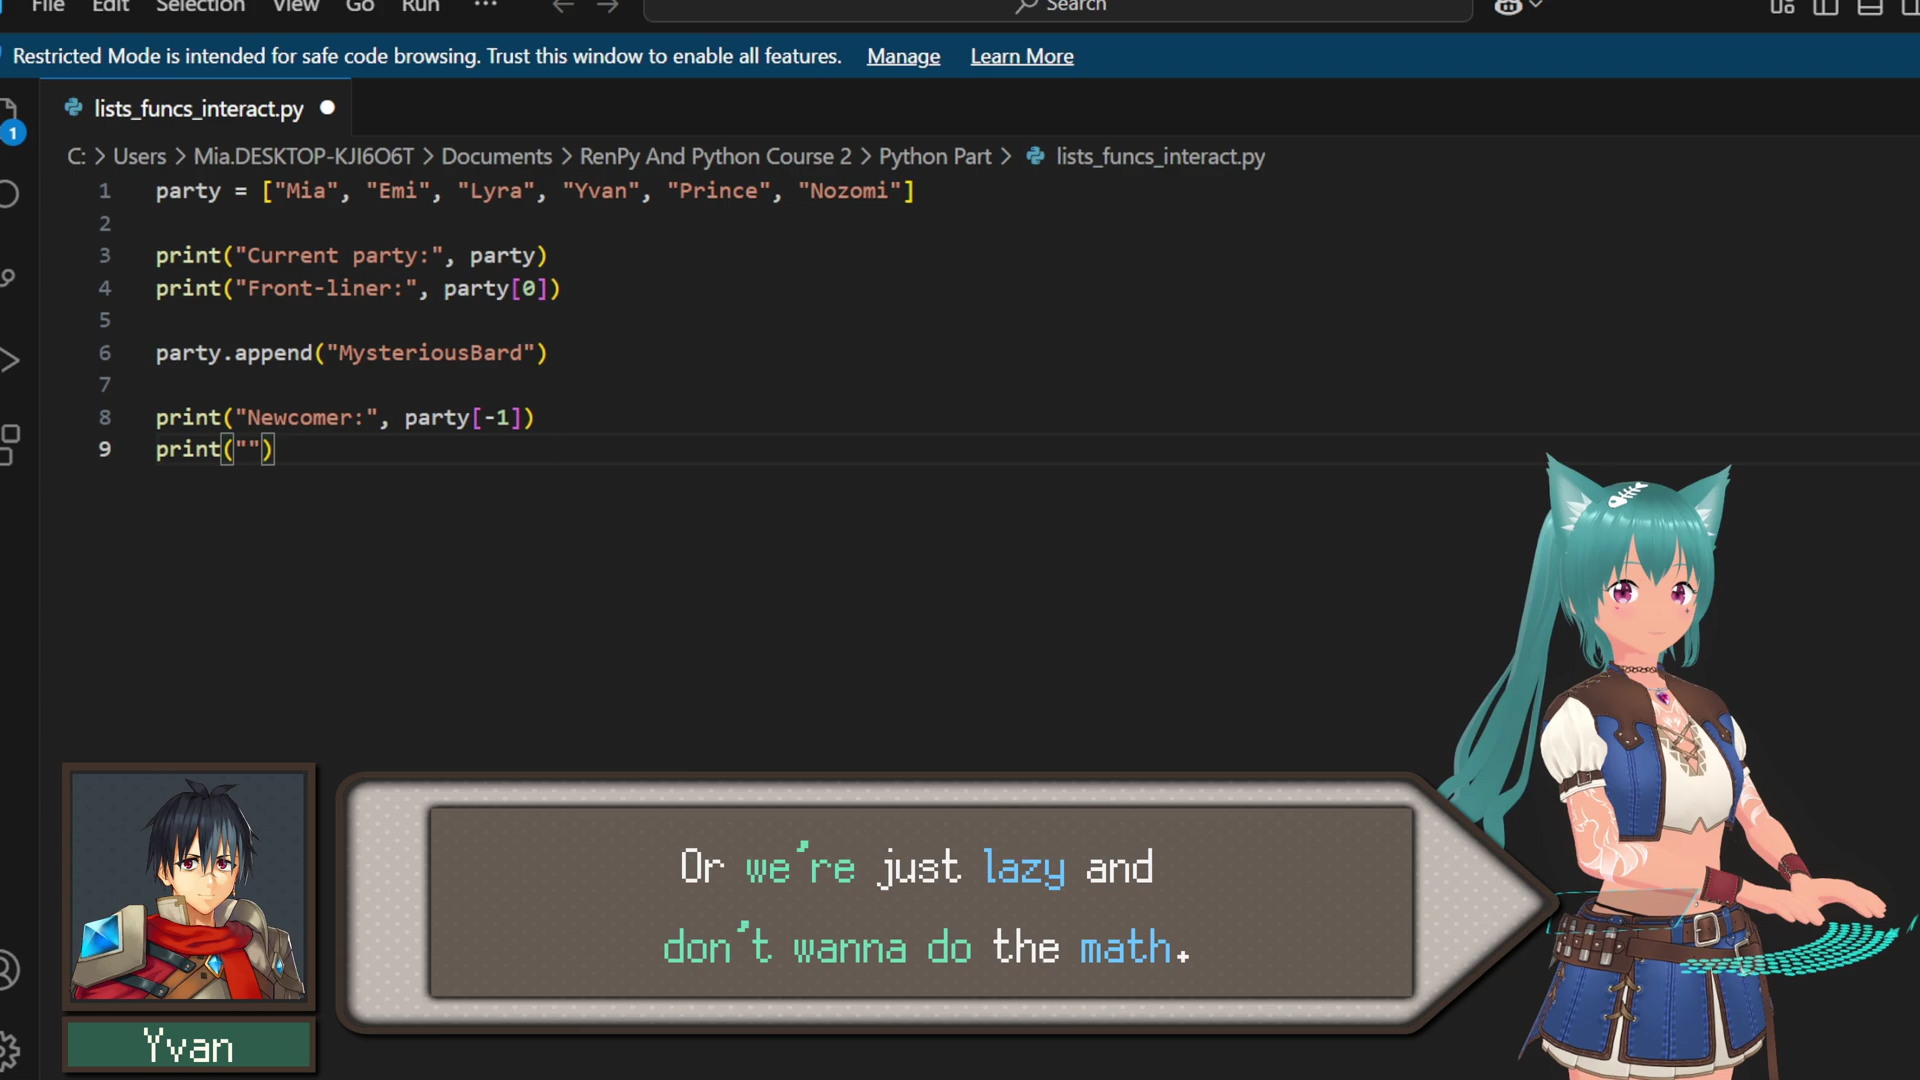 File Edit Selection View Go Run ··· Search
Restricted Mode is intended for safe code browsing. Trust this window to enable all features. Manage Learn More
lists_funcs_interact.py
1
C: > Users > Mia.DESKTOP-KJI6O6T > Documents > RenPy And Python Course 2 > Python Part > lists_funcs_interact.py
1 party = ["Mia", "Emi", "Lyra", "Yvan", "Prince", "Nozomi"]
2
3 print("Current party:", party)
4 print("Front-liner:", party[0])
5
6 party.append("MysteriousBard")
7
8 print("Newcomer:", party[-1])
9 print("")
Or we're just lazy and
don't wanna do the math.
Yvan